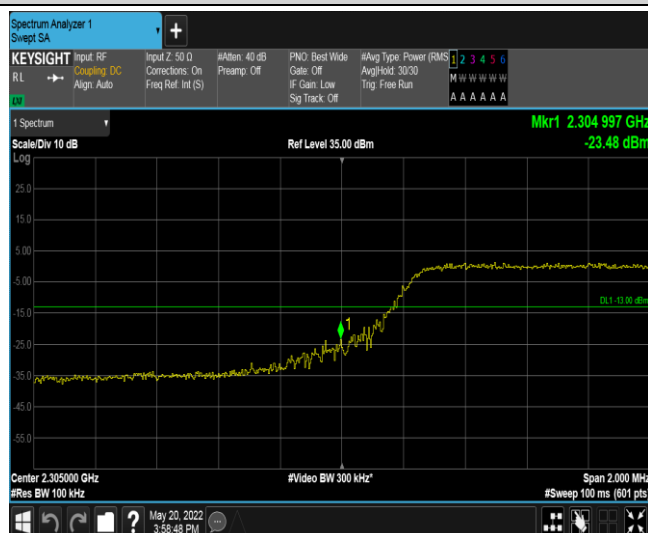 Spectrum Analyzer 1
Swept SA
+
KEYSIGHT
RL
Input: RF
Coupling: DC
Align: Auto
Input Z: 50 Ω
Corrections: On
Freq Ref: Int (S)
#Atten: 40 dB
Preamp: Off
PNO: Best Wide
Gate: Off
IF Gain: Low
Sig Track: Off
#Avg Type: Power (RMS
Avg|Hold: 30/30
Trig: Free Run
1 2 3 4 5 6
M W W W W W
A A A A A A
1 Spectrum
Scale/Div 10 dB
Ref Level 35.00 dBm
Mkr1 2.304 997 GHz
-23.48 dBm
Log
25.0
15.0
5.00
-5.00
-15.0
-25.0
-35.0
-45.0
-55.0
DL1 -13.00 dBm
1
Center 2.305000 GHz
#Res BW 100 kHz
#Video BW 300 kHz*
Span 2.000 MHz
#Sweep 100 ms (601 pts)
?
May 20, 2022
3:58:48 PM